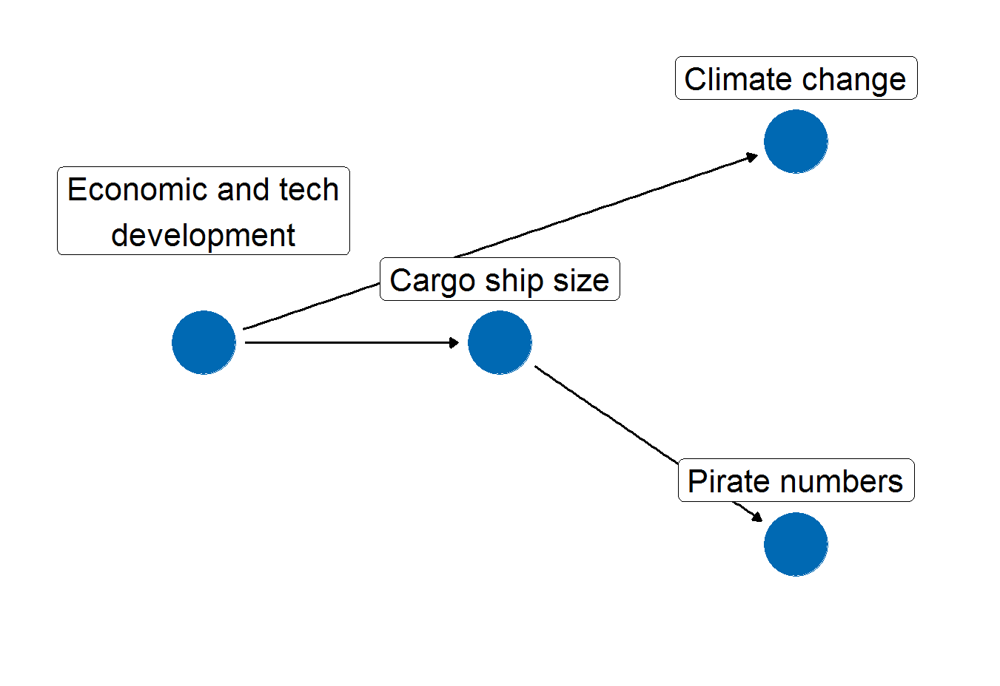 Climate change
Economic and tech
development
Cargo ship size
Pirate numbers